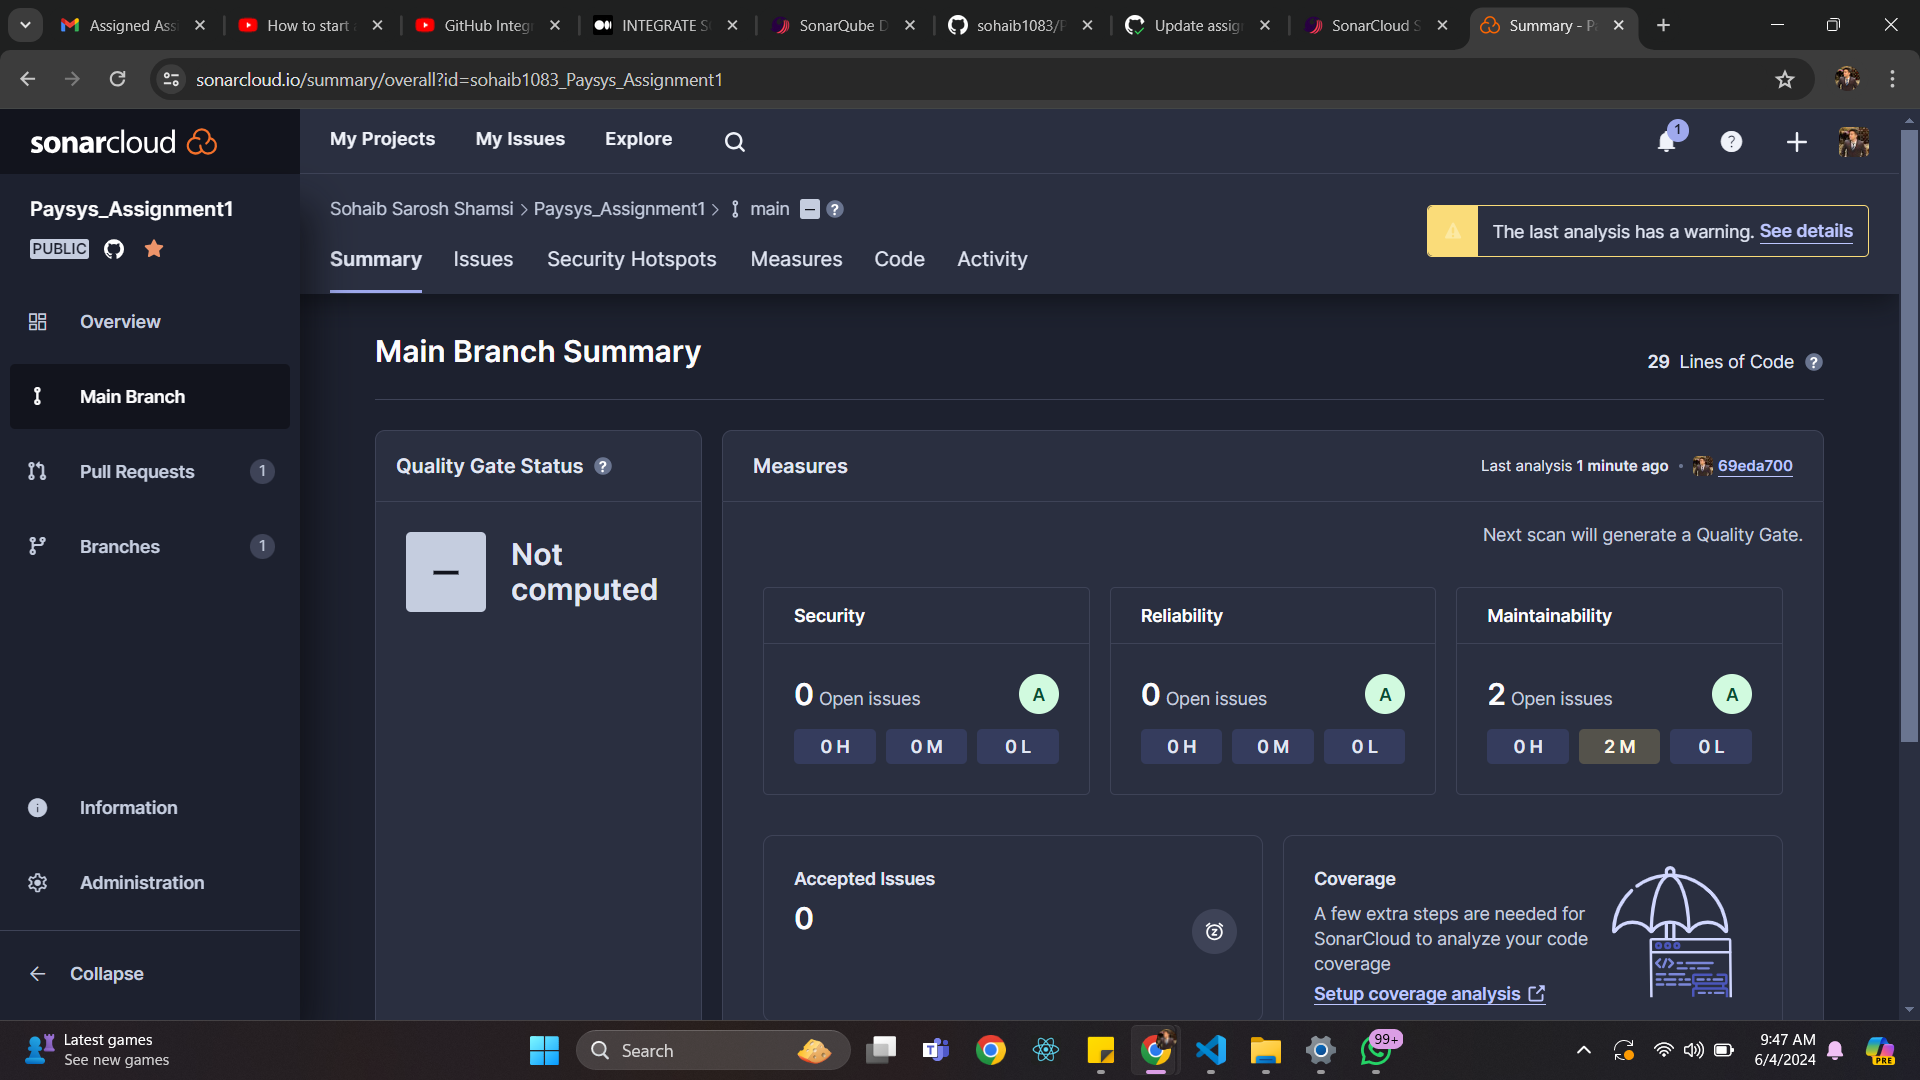 Assigned Ass
How to start a
GitHub Integ
INTEGRATE S
SonarQube D
sohaib1083/P
Update assig
SonarCloud S
Summary - Pa
sonarcloud.io/summary/overall?id=sohaib1083_Paysys_Assignment1
sonarcloud
My Projects
My Issues
Explore
1
?
Paysys_Assignment1
PUBLIC
Sohaib Sarosh Shamsi > Paysys_Assignment1 > main ?
The last analysis has a warning. See details
Summary
Issues
Security Hotspots
Measures
Code
Activity
Overview
Main Branch
Pull Requests 1
Branches 1
Information
Administration
Collapse
Main Branch Summary
29 Lines of Code ?
Quality Gate Status ?
Not
computed
Measures
Last analysis 1 minute ago • 69eda700
Next scan will generate a Quality Gate.
Security
0 Open issues A
0 H 0 M 0 L
Reliability
0 Open issues A
0 H 0 M 0 L
Maintainability
2 Open issues A
0 H 2 M 0 L
Accepted Issues
0
Coverage
A few extra steps are needed for
SonarCloud to analyze your code
coverage
Setup coverage analysis
Latest games
See new games
Search
99+
9:47 AM
6/4/2024
PRE